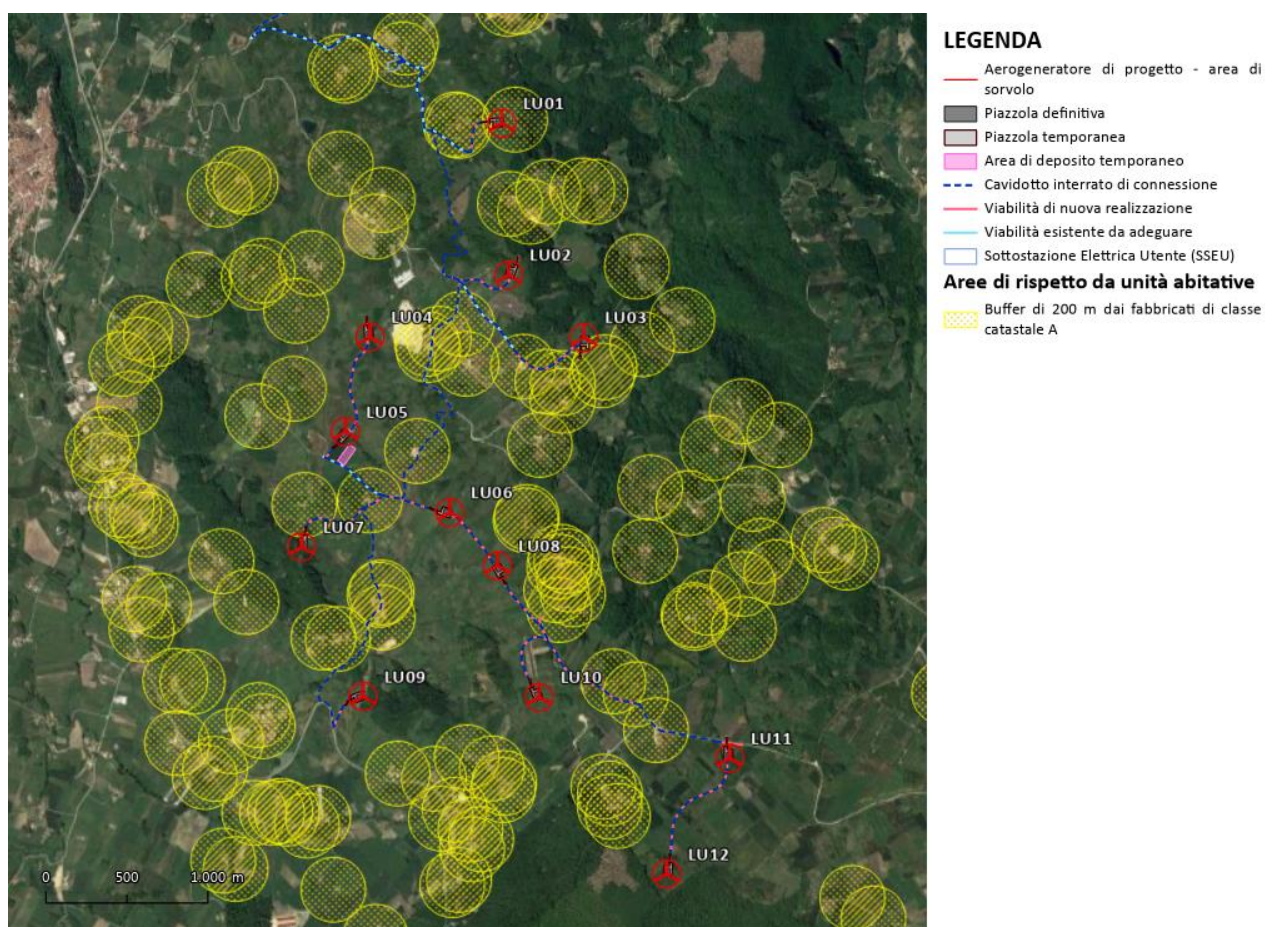 LU01
LU02
LU03
LU04
LU05
LU06
LU07
LU08
LU09
LU10
LU11
LU12
0 500 1.000 m
LEGENDA
Aerogeneratore di progetto - area di
sorvolo
Piazzola definitiva
Piazzola temporanea
Area di deposito temporaneo
Cavidotto interrato di connessione
Viabilità di nuova realizzazione
Viabilità esistente da adeguare
Sottostazione Elettrica Utente (SSEU)
Aree di rispetto da unità abitative
Buffer di 200 m dai fabbricati di classe
catastale A